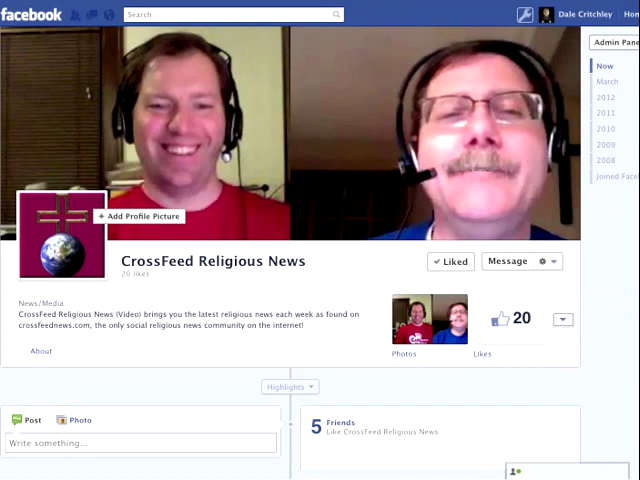 facebook
Search
Dale Critchley
Admin Pane
Now
March
2012
2011
2010
2009
2008
+ Add Profile Picture
CrossFeed Religious News
20 likes
✓ Liked
Message
News/Media
CrossFeed Religious News (Video) brings you the latest religious news each week as found on
crossfeednews.com, the only social religious news community on the internet!
20
About
Photos
Likes
Highlights
Post
Photo
Write something...
5 Friends
Like CrossFeed Religious News